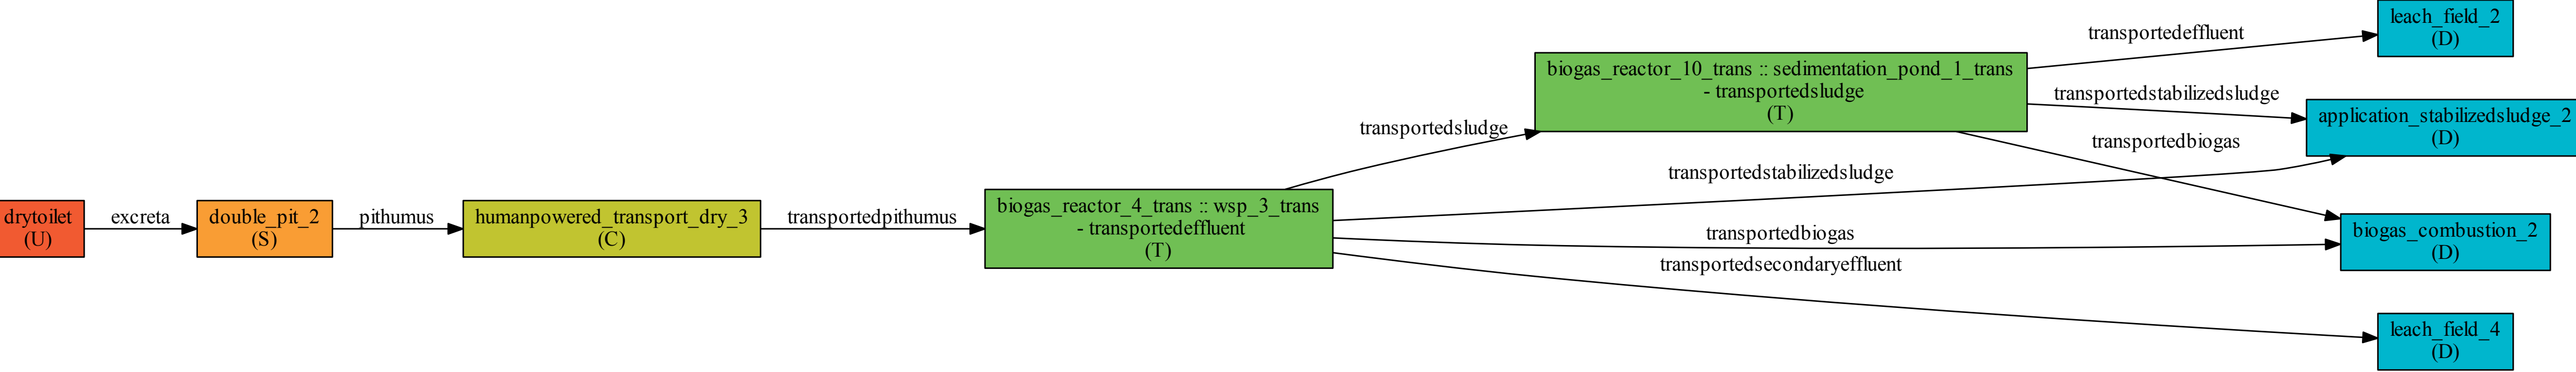 drytoilet
(U)
excreta
double_pit_2
(S)
pithumus
humanpowered_transport_dry_3
(C)
transportedpithumus
biogas_reactor_4_trans :: wsp_3_trans
- transportedeffluent
(T)
transportedsludge
biogas_reactor_10_trans :: sedimentation_pond_1_trans
- transportedsludge
(T)
transportedstabilizedsludge
transportedbiogas
transportedsecondaryeffluent
transportedeffluent
transportedstabilizedsludge
transportedbiogas
leach_field_2
(D)
application_stabilizedsludge_2
(D)
biogas_combustion_2
(D)
leach_field_4
(D)